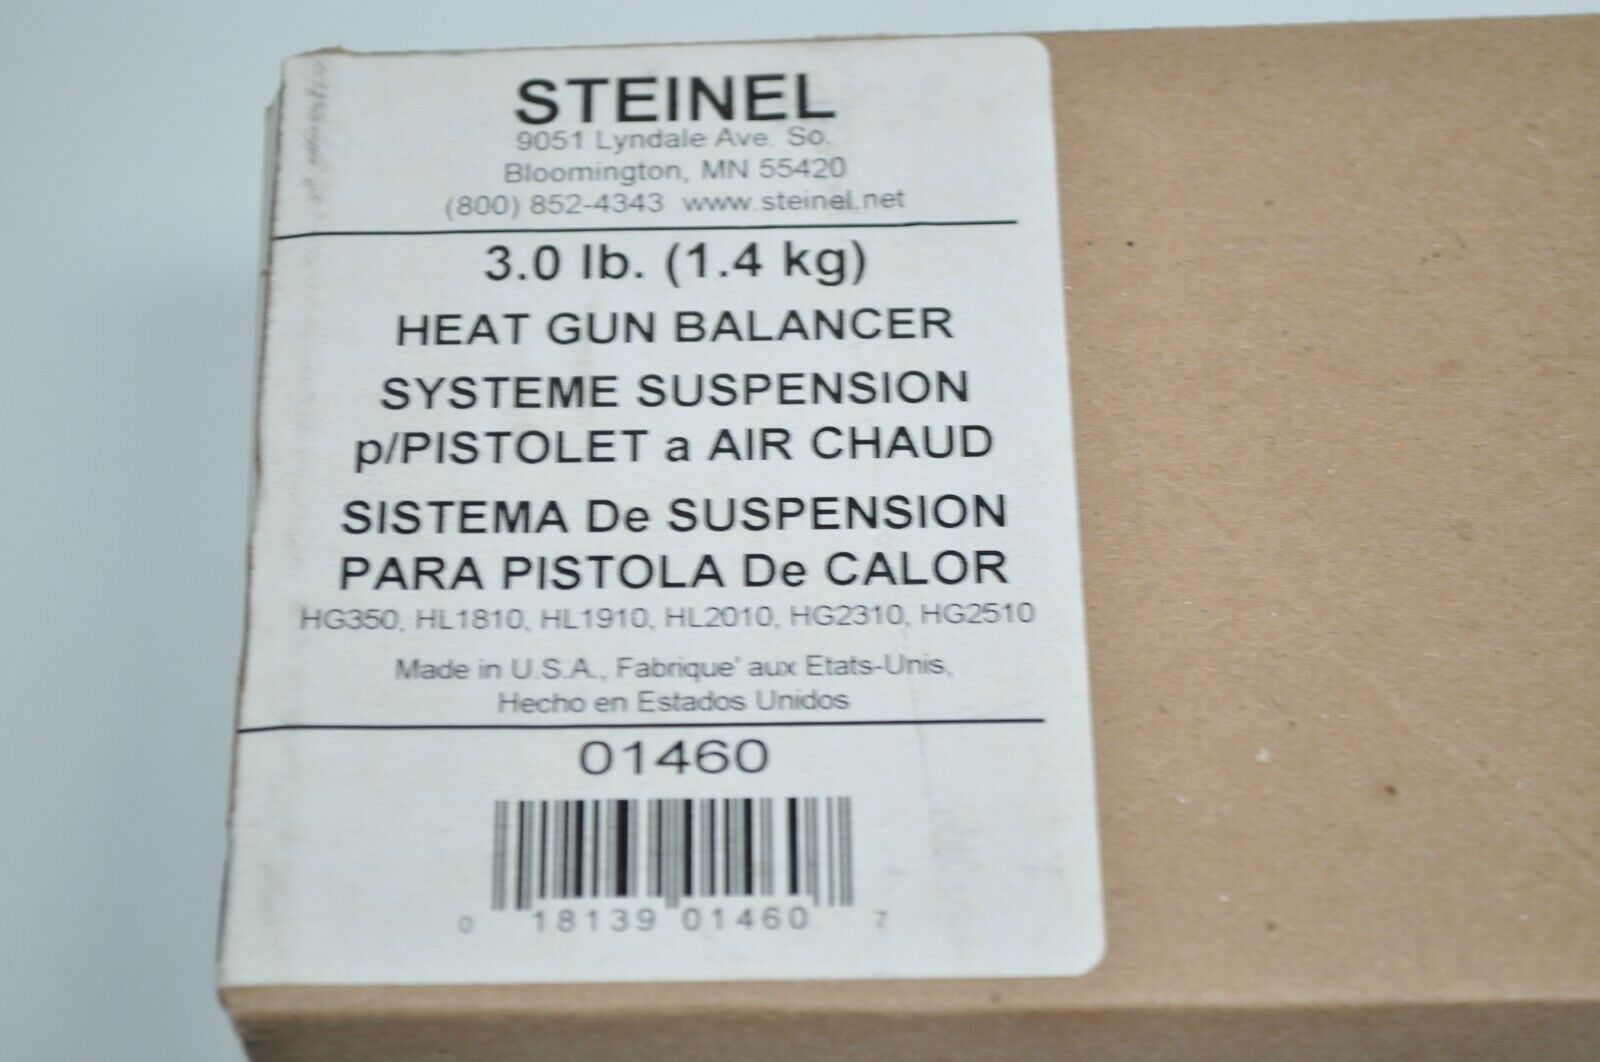 STEINEL
9051 Lyndale Ave. So.
Bloomington, MN 55420
(800) 852-4343 www.steinel.net
3.0 lb. (1.4 kg)
HEAT GUN BALANCER
SYSTEME SUSPENSION
p/PISTOLET a AIR CHAUD
SISTEMA De SUSPENSION
PARA PISTOLA De CALOR
HG350, HL1810, HL1910, HL2010, HG2310, HG2510
Made in U.S.A., Fabrique' aux Etats-Unis,
Hecho en Estados Unidos
01460
0 18139 01460 7